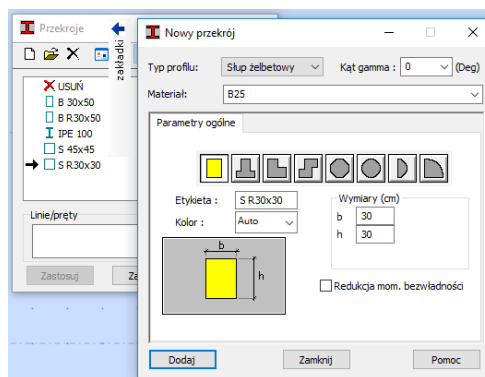 Przekroje
zakładki
USUŃ
B 30x50
B R30x50
IPE 100
S 45x45
S R30x30
Linie/pręty
Zastosuj
Za
Nowy przekrój
Typ profilu: Słup żelbetowy Kąt gamma : 0 (Deg)
Materiał: B25
Parametry ogólne
Etykieta : S R30x30
Kolor : Auto
Wymiary (cm)
b 30
h 30
b
h
Redukcja mom. bezwładności
Dodaj Zamknij Pomoc